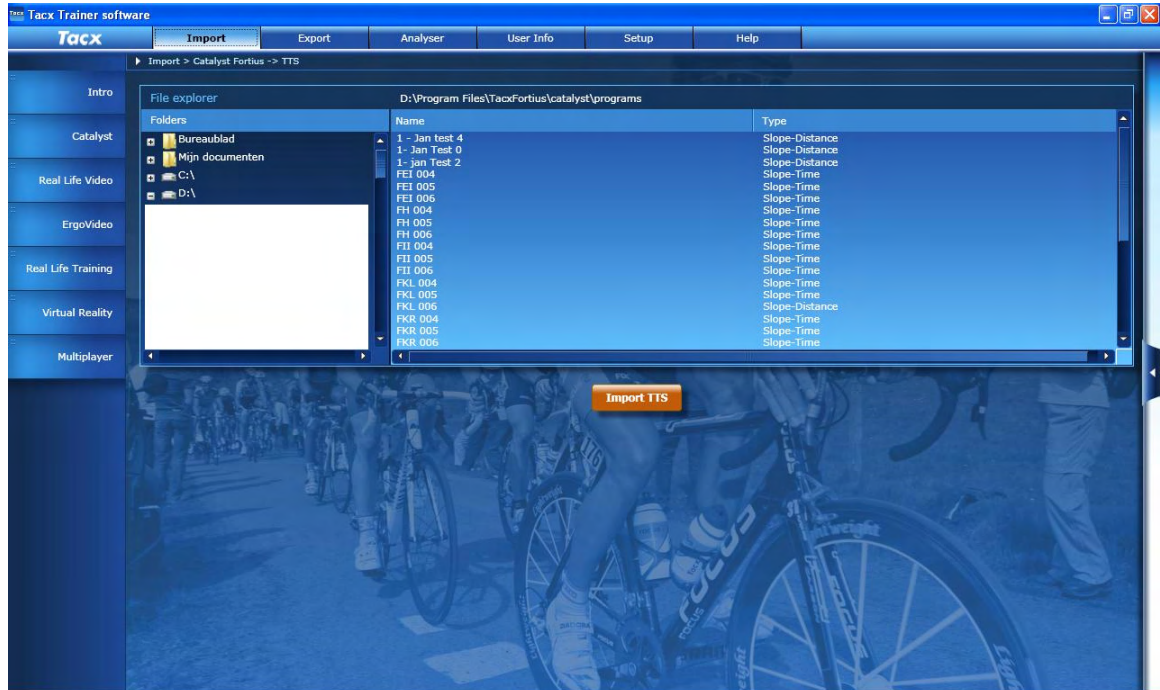 Tacx Trainer software
Tacx Import Export Analyser User Info Setup Help
Import > Catalyst Fortius -> TTS
Intro
Catalyst
Real Life Video
ErgoVideo
Real Life Training
Virtual Reality
Multiplayer
File explorer D:\Program Files\TacxFortius\catalyst\programs
Folders
Bureaublad
Mijn documenten
C:\
D:\
Name Type
1 - Jan test 4 Slope-Distance
1- Jan Test 0 Slope-Distance
1- jan Test 2 Slope-Distance
FEI 004 Slope-Time
FEI 005 Slope-Time
FEI 006 Slope-Time
FH 004 Slope-Time
FH 005 Slope-Time
FH 006 Slope-Time
FII 004 Slope-Time
FII 005 Slope-Time
FII 006 Slope-Time
FKL 004 Slope-Time
FKL 005 Slope-Time
FKL 006 Slope-Distance
FKR 004 Slope-Time
FKR 005 Slope-Time
FKR 006 Slope-Time
Import TTS
FOCUS
FOCUS